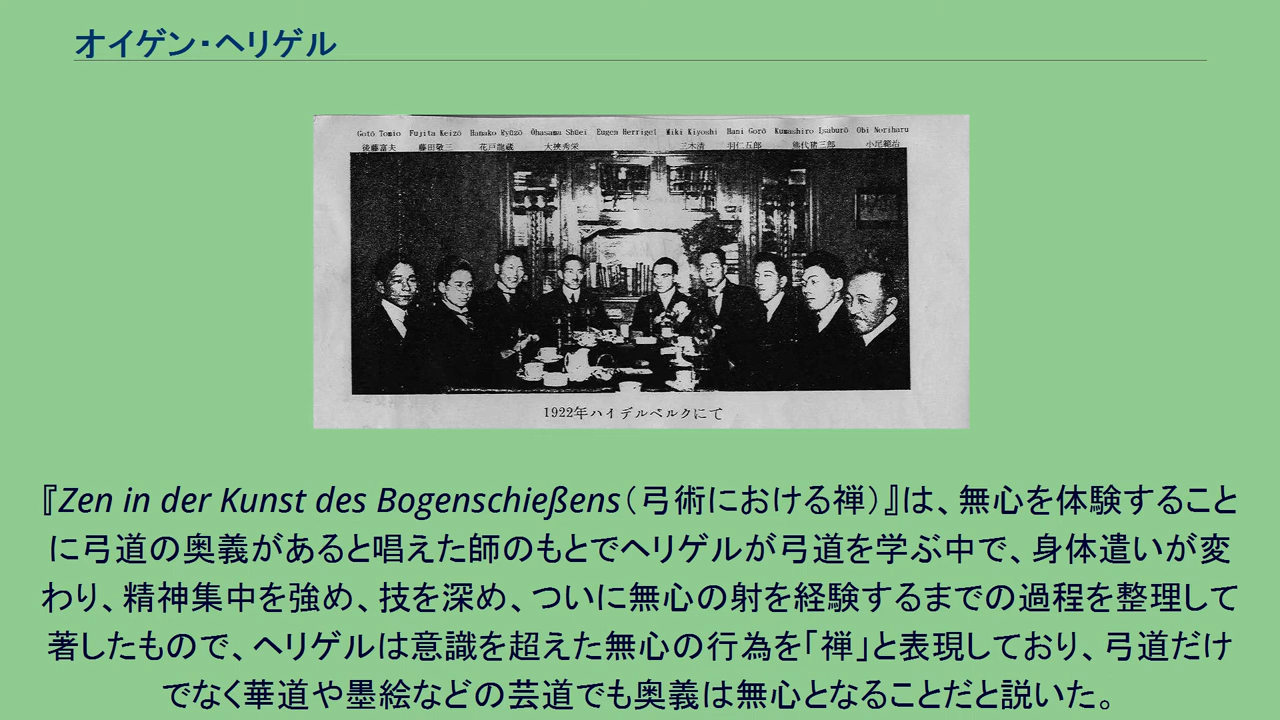 オイゲン・ヘリゲル
Gotō Tomio Fujita Keizō Hanako Ryūzō Ōhasama Shūei Eugen Herrigel Miki Kiyoshi Hani Gorō Kumashiro Isaburō Obi Noriharu
後藤富夫 藤田敬三 花戸龍蔵 大峡秀栄 三木清 羽仁五郎 熊代猪三郎 小尾範治
1922年ハイデルベルクにて
『Zen in der Kunst des Bogenschießens（弓術における禅）』は、無心を体験すること
に弓道の奥義があると唱えた師のもとでヘリゲルが弓道を学ぶ中で、身体遣いが変
わり、精神集中を強め、技を深め、ついに無心の射を経験するまでの過程を整理して
著したもので、ヘリゲルは意識を超えた無心の行為を「禅」と表現しており、弓道だけ
でなく華道や墨絵などの芸道でも奥義は無心となることだと説いた。